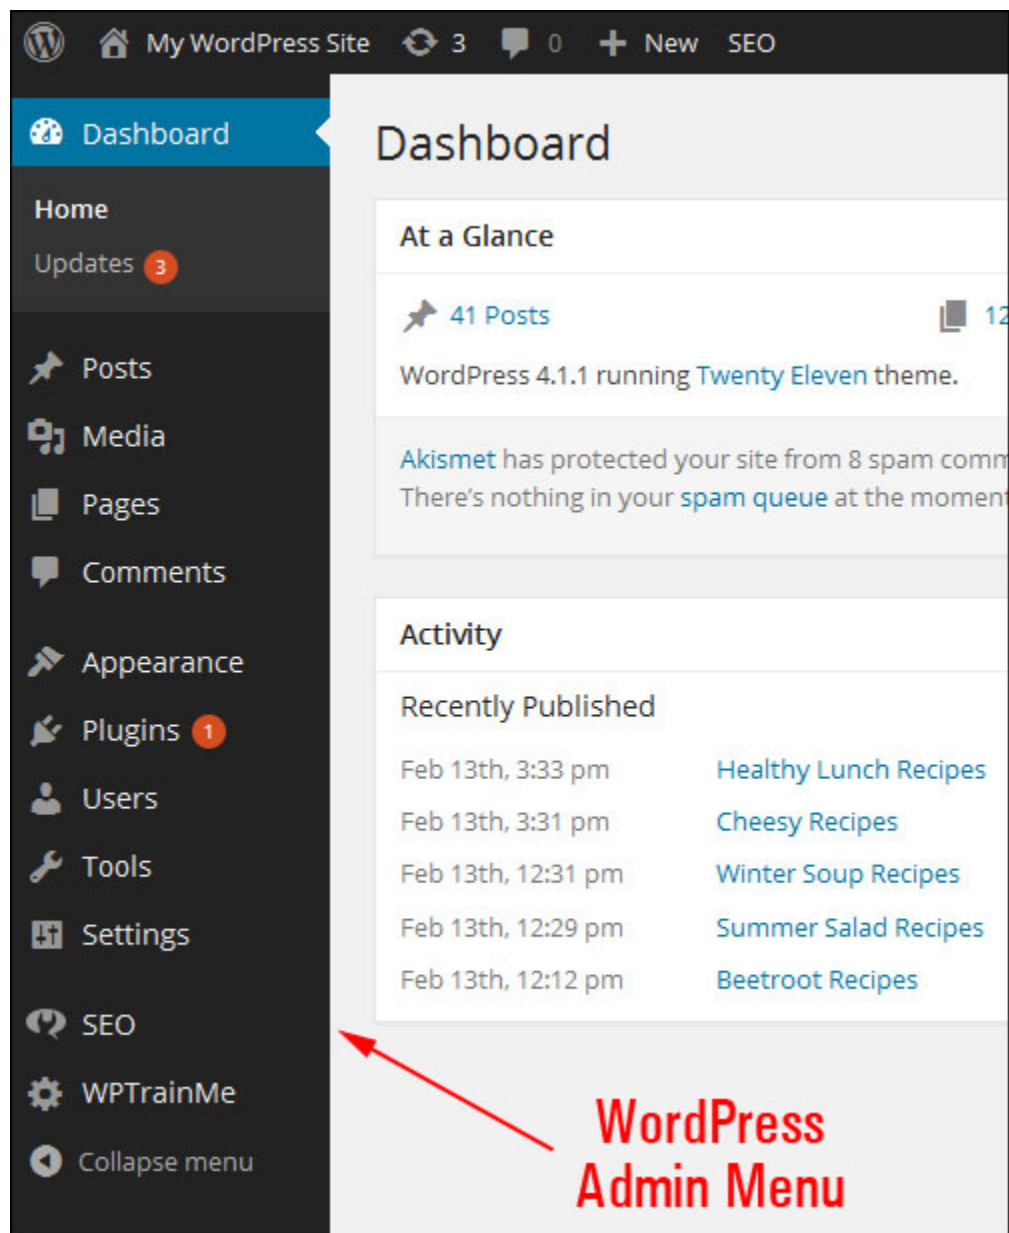 My WordPress Site 3 0 New SEO
Dashboard
Home
Updates 3
Posts
Media
Pages
Comments
Appearance
Plugins 1
Users
Tools
Settings
SEO
WPTrainMe
Collapse menu
Dashboard
At a Glance
41 Posts 12
WordPress 4.1.1 running Twenty Eleven theme.
Akismet has protected your site from 8 spam
There's nothing in your spam queue at the moment
Activity
Recently Published
Feb 13th, 3:33 pm Healthy Lunch Recipes
Feb 13th, 3:31 pm Cheesy Recipes
Feb 13th, 12:31 pm Winter Soup Recipes
Feb 13th, 12:29 pm Summer Salad Recipes
Feb 13th, 12:12 pm Beetroot Recipes
WordPress
Admin Menu